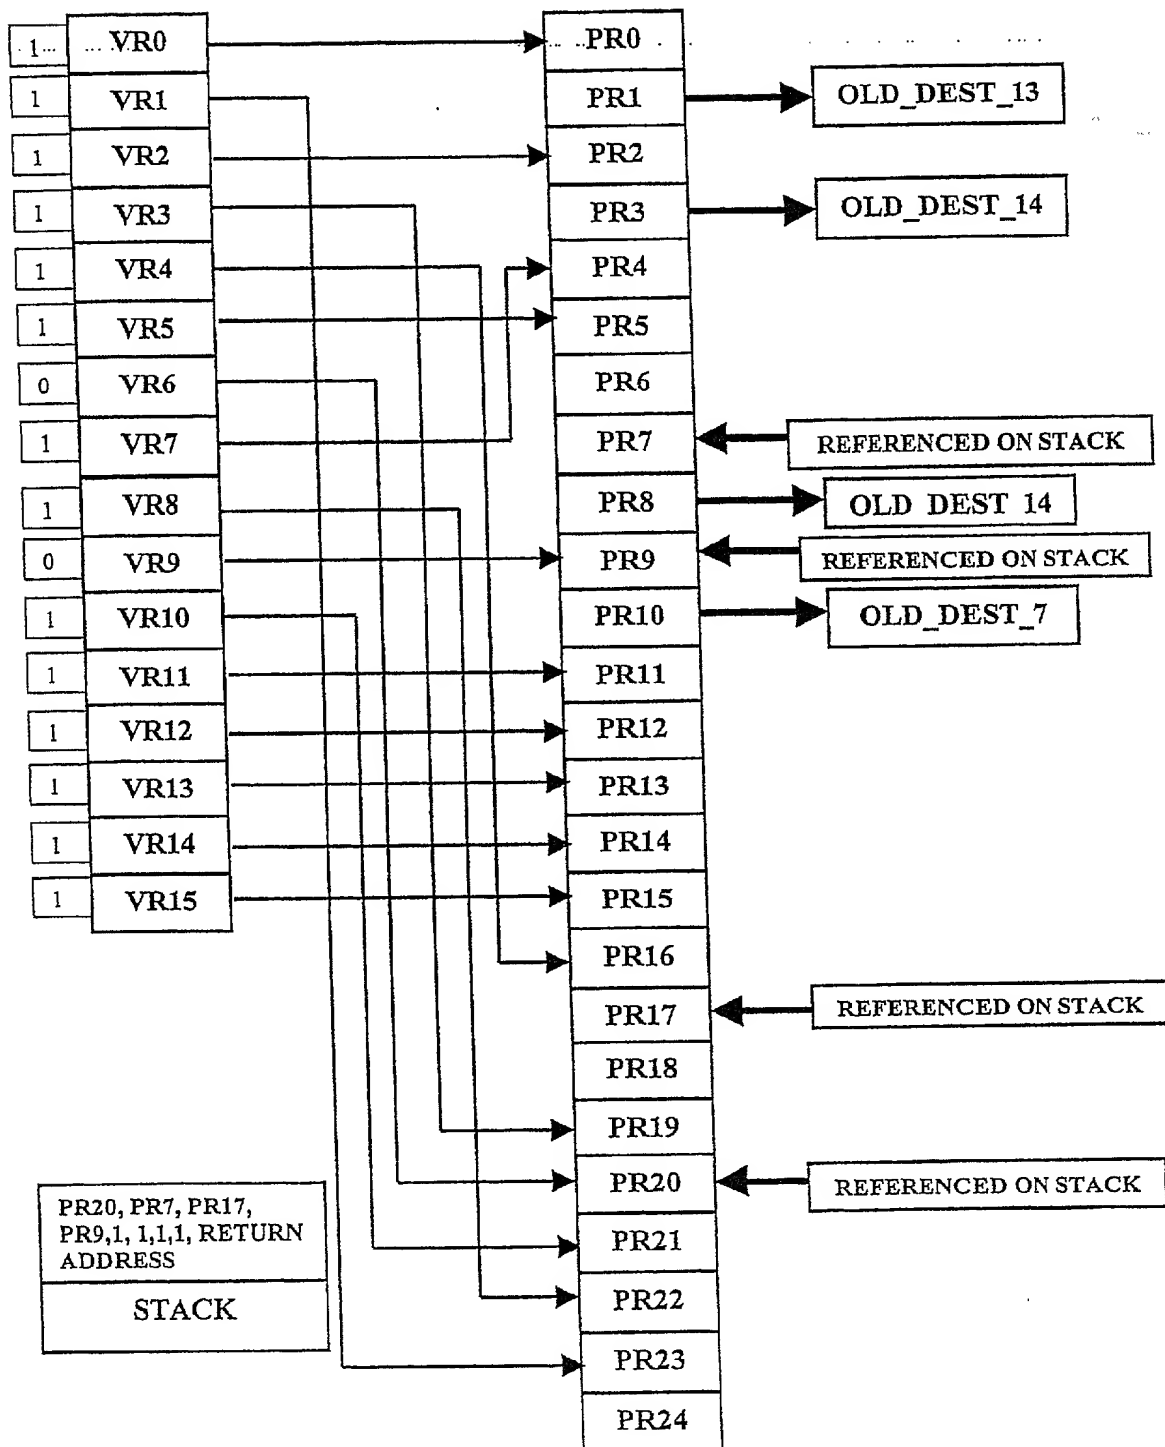 1 VR0 PR0
1 VR1 PR1 OLD_DEST_13
1 VR2 PR2
1 VR3 PR3 OLD_DEST_14
1 VR4 PR4
1 VR5 PR5
0 VR6 PR6
1 VR7 PR7 REFERENCED ON STACK
1 VR8 PR8 OLD DEST 14
0 VR9 PR9 REFERENCED ON STACK
1 VR10 PR10 OLD_DEST_7
1 VR11 PR11
1 VR12 PR12
1 VR13 PR13
1 VR14 PR14
1 VR15 PR15
PR16
PR17 REFERENCED ON STACK
PR18
PR19
PR20 REFERENCED ON STACK
PR21
PR22
PR23
PR24
PR20, PR7, PR17,
PR9,1, 1,1,1, RETURN
ADDRESS
STACK